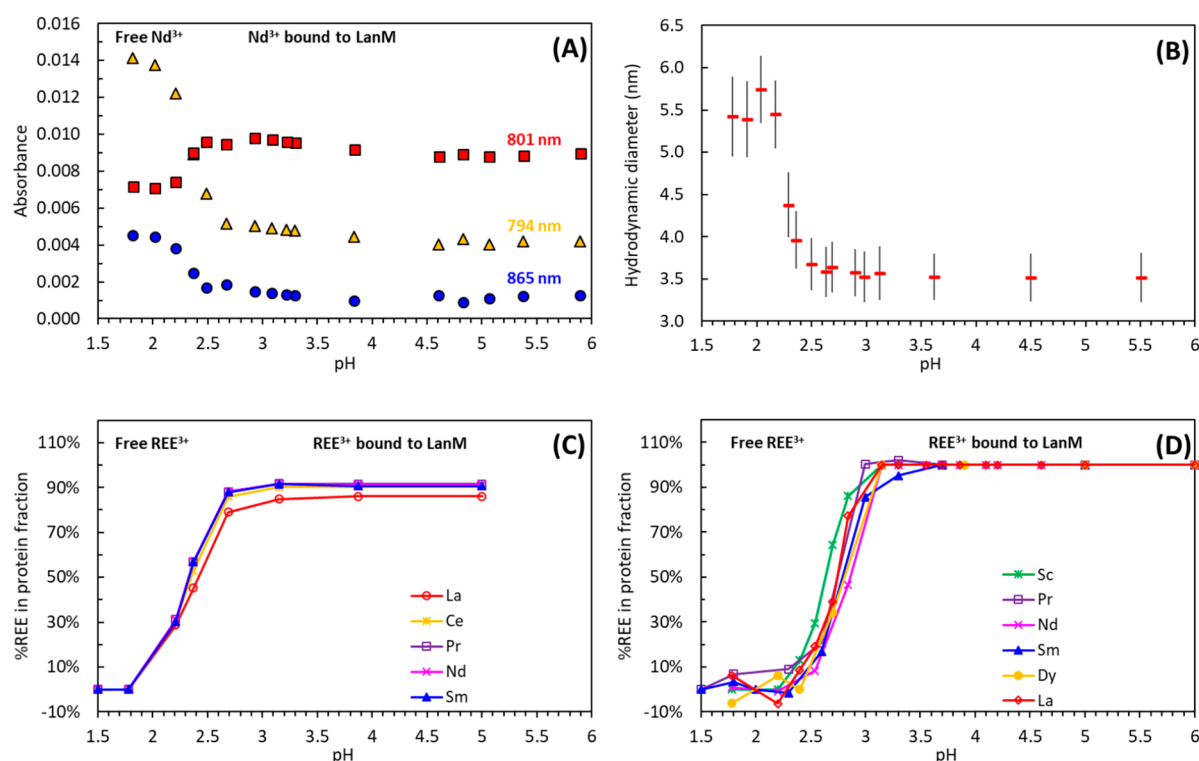 Free Nd³⁺ Nd³⁺ bound to LanM (A)
0.016
0.014
0.012
0.010
0.008
0.006
0.004
0.002
0.000
Absorbance
801 nm
794 nm
865 nm
1.5 2 2.5 3 3.5 4 4.5 5 5.5 6
pH
(B)
6.5
6.0
5.5
5.0
4.5
4.0
3.5
3.0
Hydrodynamic diameter (nm)
1.5 2 2.5 3 3.5 4 4.5 5 5.5 6
pH
Free REE³⁺ REE³⁺ bound to LanM (C)
110%
90%
70%
50%
30%
10%
-10%
%REE in protein fraction
La
Ce
Pr
Nd
Sm
1.5 2 2.5 3 3.5 4 4.5 5 5.5 6
pH
Free REE³⁺ REE³⁺ bound to LanM (D)
110%
90%
70%
50%
30%
10%
-10%
%REE in protein fraction
Sc
Pr
Nd
Sm
Dy
La
1.5 2 2.5 3 3.5 4 4.5 5 5.5 6
pH